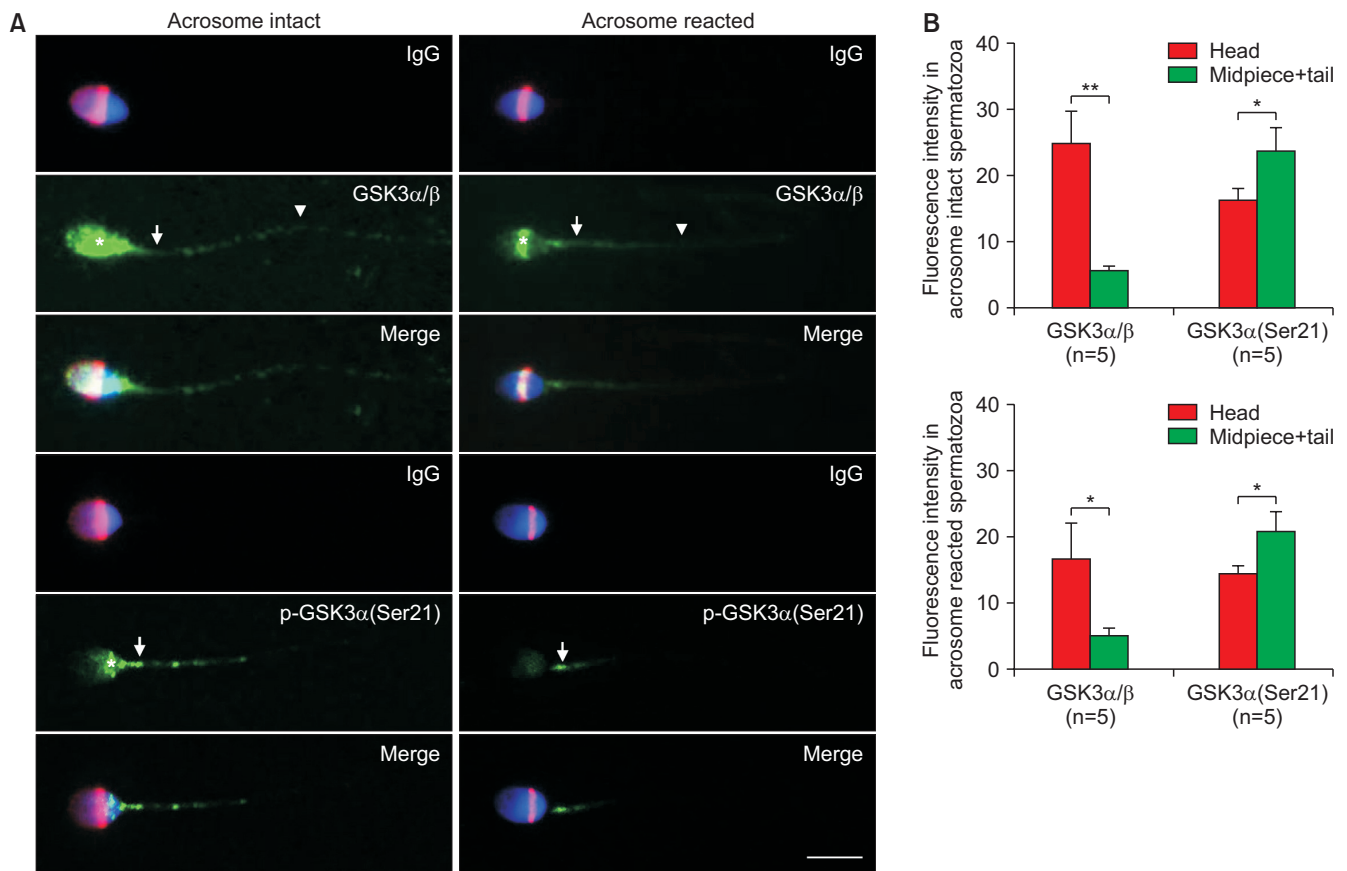 A
Acrosome intact
Acrosome reacted
IgG
IgG
GSK3α/β
GSK3α/β
*
*
Merge
Merge
IgG
IgG
p-GSK3α(Ser21)
p-GSK3α(Ser21)
*
Merge
Merge
B
Fluorescence intensity in
acrosome intact spermatozoa
40
30
20
10
0
Head
Midpiece+tail
**
*
GSK3α/β
(n=5)
GSK3α(Ser21)
(n=5)
Fluorescence intensity in
acrosome reacted spermatozoa
40
30
20
10
0
Head
Midpiece+tail
*
*
GSK3α/β
(n=5)
GSK3α(Ser21)
(n=5)